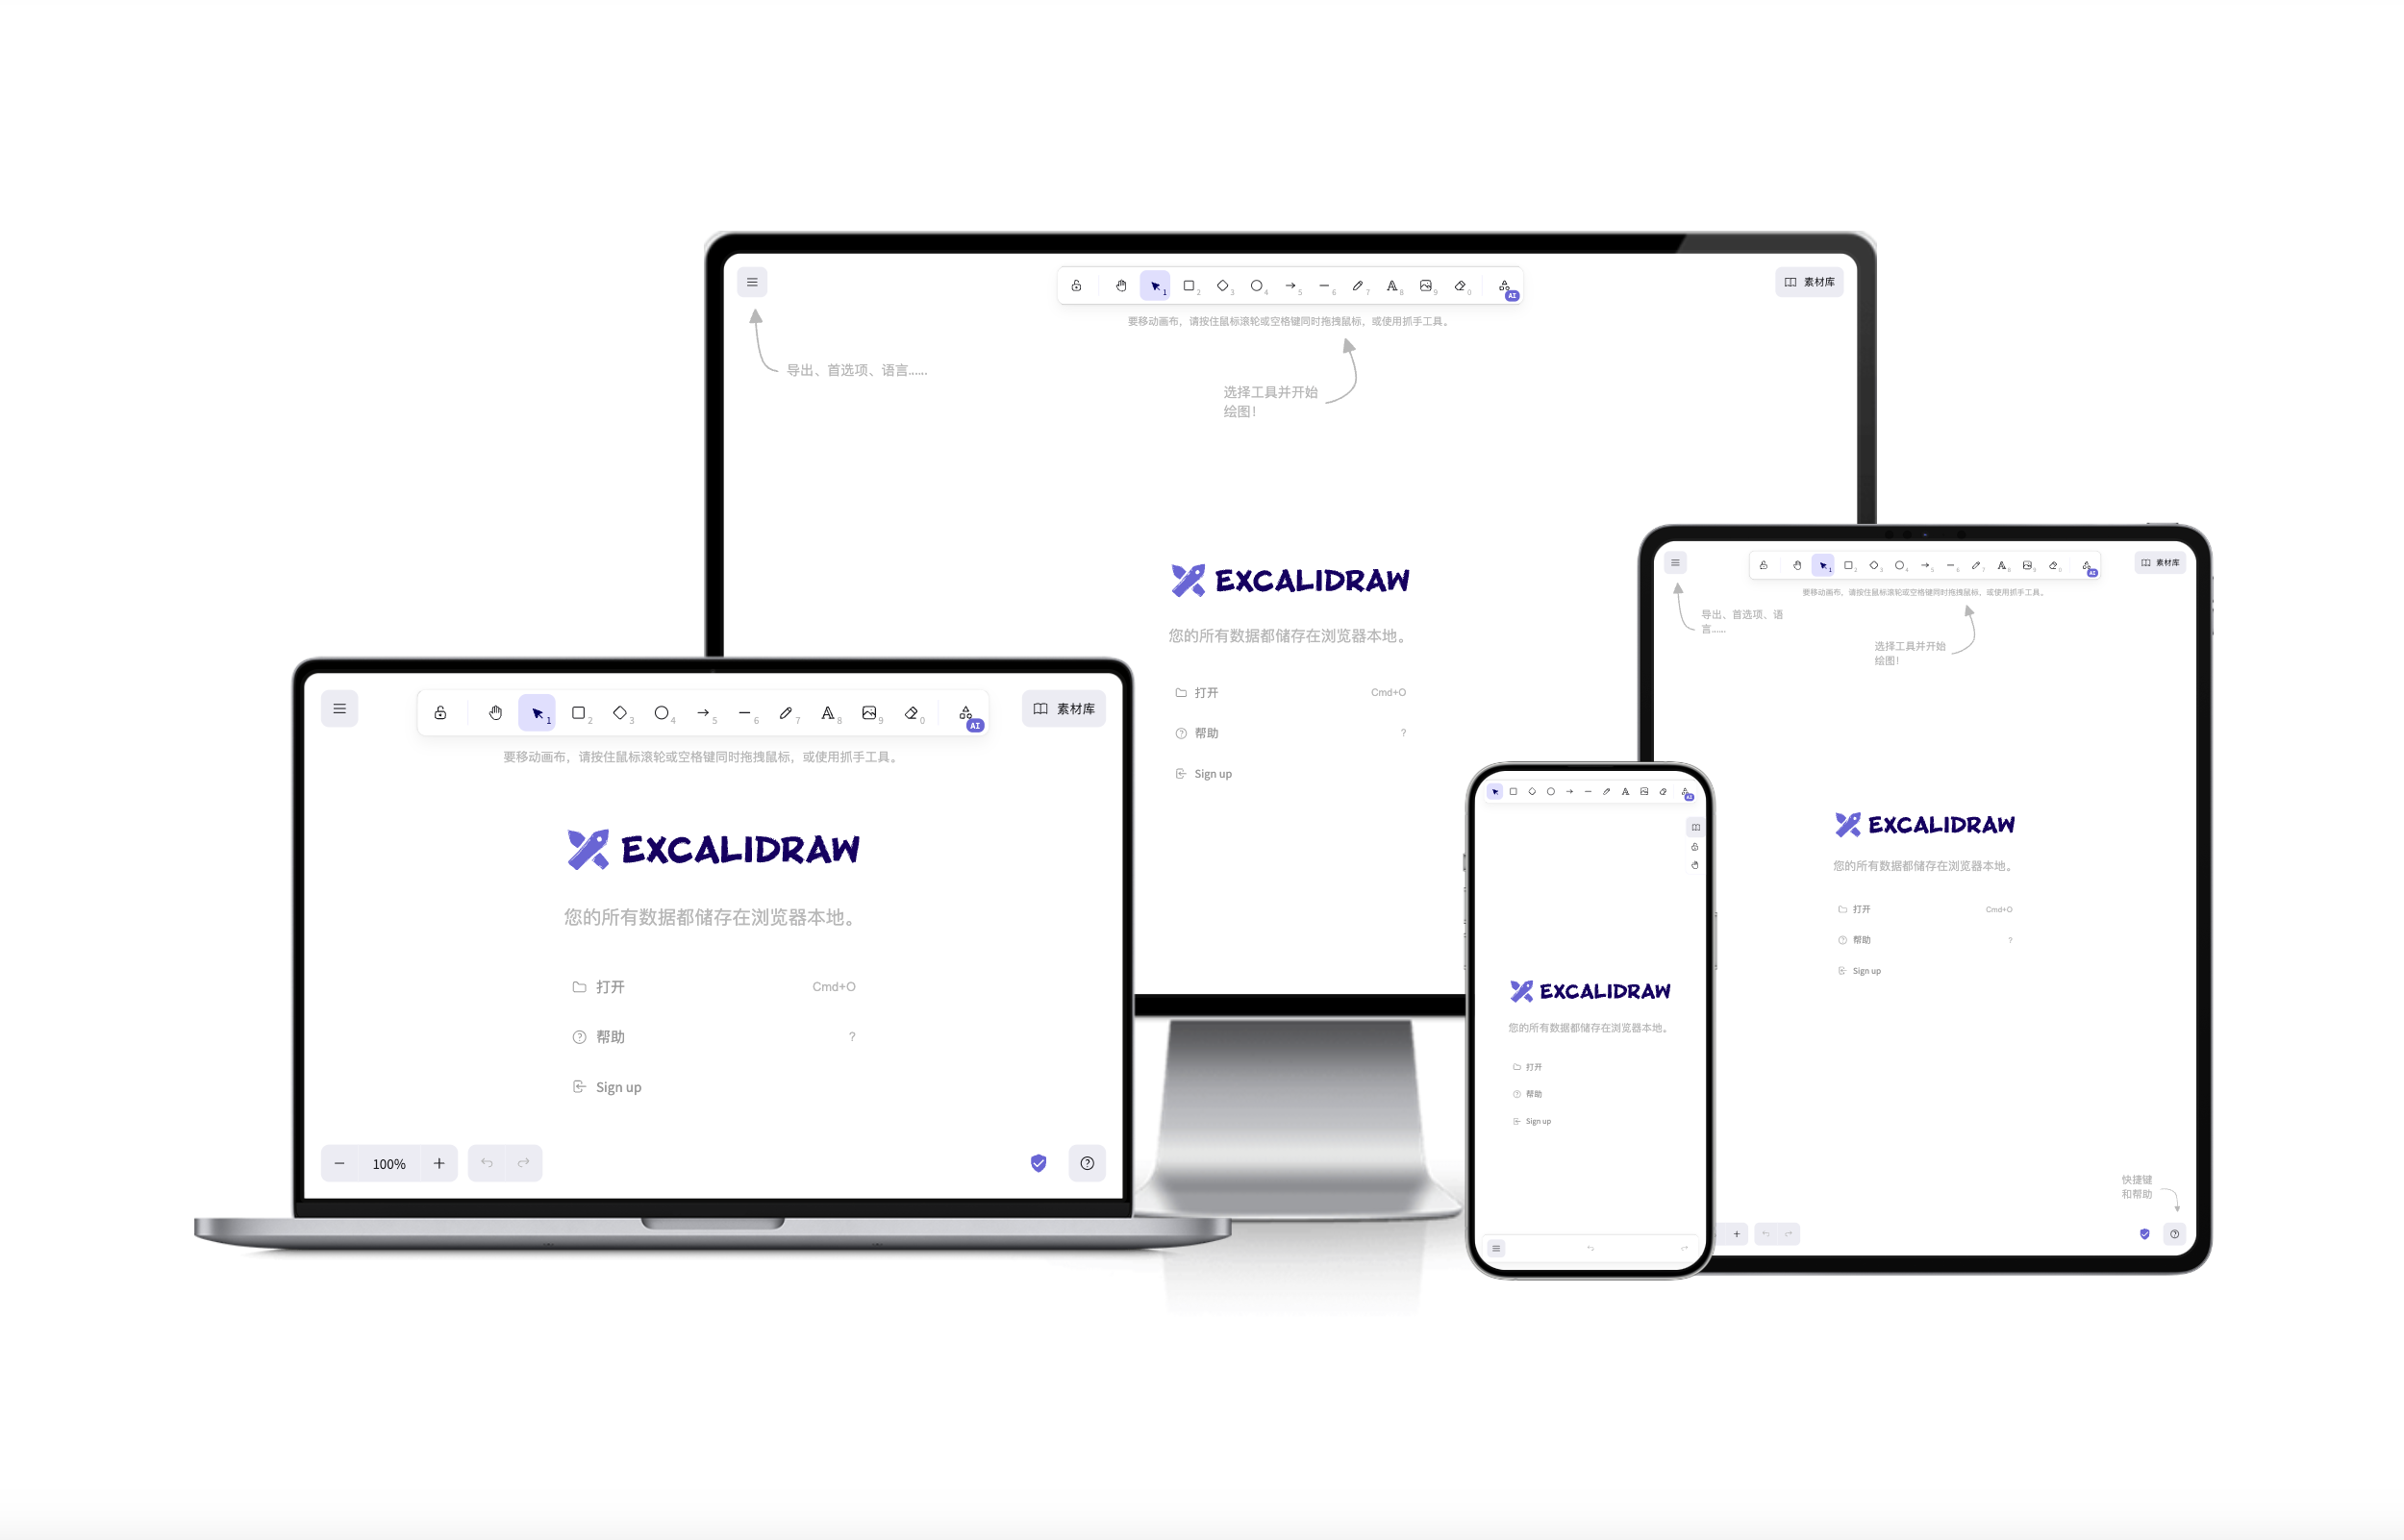 素材库
1
2
3
4
5
6
7
8
9
0
AI
要移动画布，请按住鼠标滚轮或空格键同时拖拽鼠标，或使用抓手工具。
导出、首选项、语言……
选择工具并开始
绘图！
EXCALIDRAW
您的所有数据都储存在浏览器本地。
打开 Cmd+O
帮助 ?
Sign up
1
2
3
4
5
6
7
8
9
0
AI
素材库
要移动画布，请按住鼠标滚轮或空格键同时拖拽鼠标，或使用抓手工具。
EXCALIDRAW
您的所有数据都储存在浏览器本地。
打开 Cmd+O
帮助 ?
Sign up
100%
AI
EXCALIDRAW
您的所有数据都储存在浏览器本地。
打开
帮助
Sign up
AI
素材库
要移动画布，请按住鼠标滚轮或空格键同时拖拽鼠标，或使用抓手工具。
导出、首选项、语
言……
选择工具并开始
绘图！
EXCALIDRAW
您的所有数据都储存在浏览器本地。
打开 Cmd+O
帮助 ?
Sign up
快捷键
和帮助